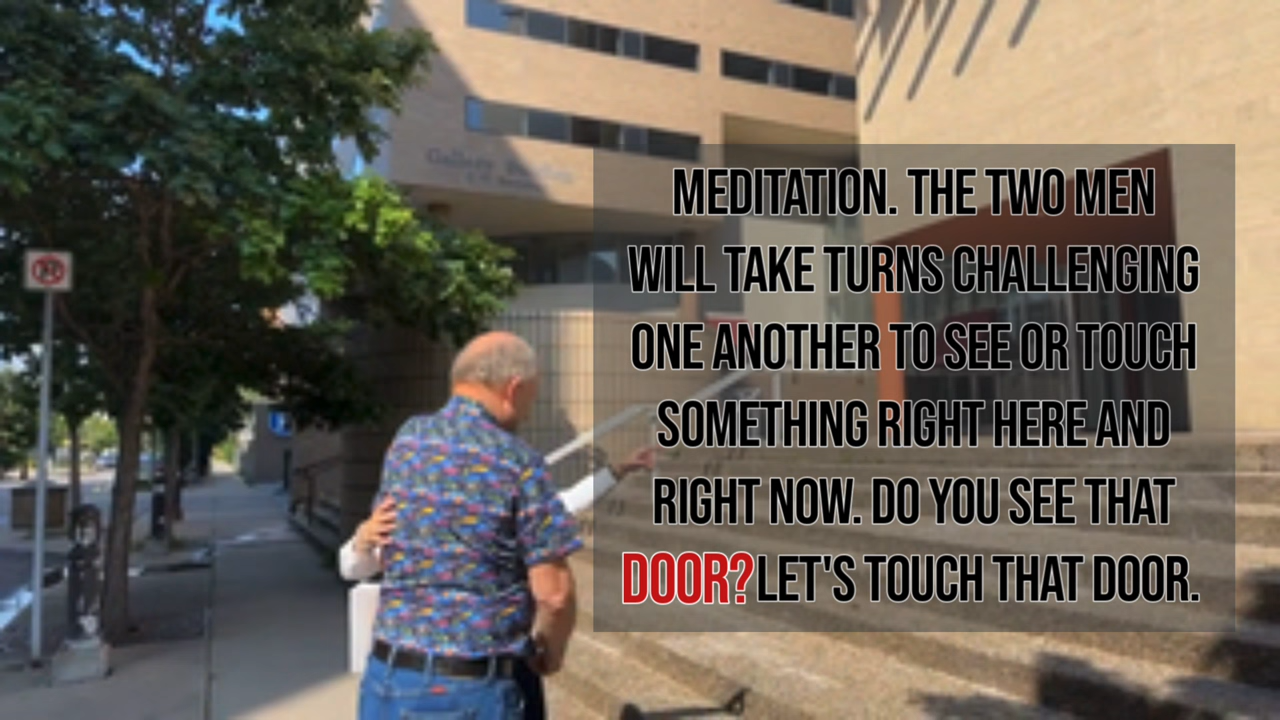 Gallery
MEDITATION. THE TWO MEN
WILL TAKE TURNS CHALLENGING
ONE ANOTHER TO SEE OR TOUCH
SOMETHING RIGHT HERE AND
RIGHT NOW. DO YOU SEE THAT
DOOR?LET'S TOUCH THAT DOOR.